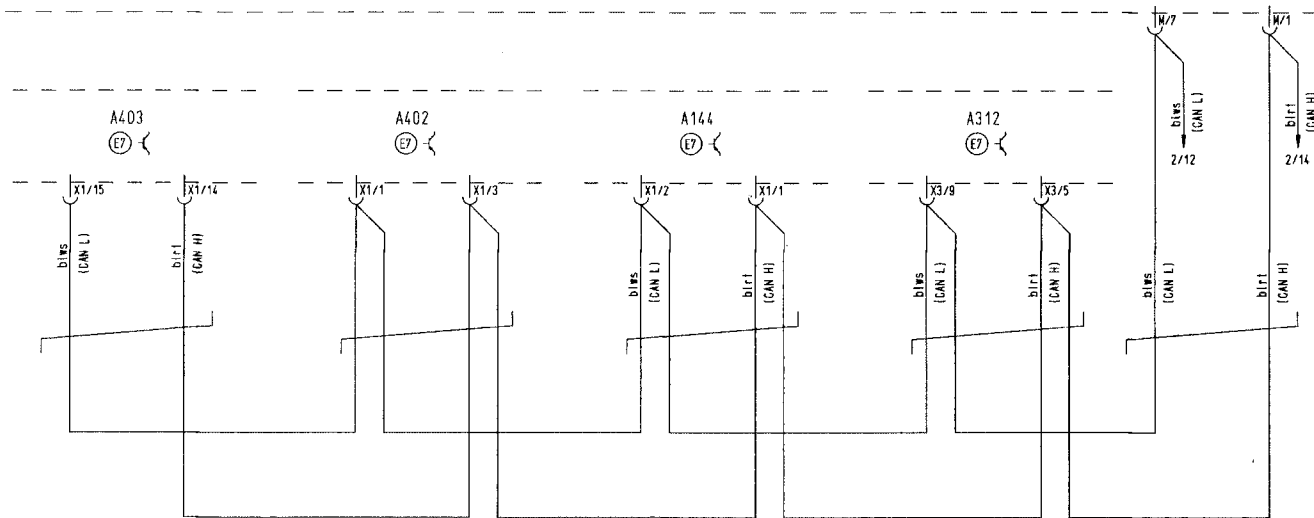 M/7
M/1
A403
A402
A144
A312
E7
E7
E7
E7
blws
(CAN L)
blrt
(CAN H)
2/12
2/14
X1/15
X1/14
X1/1
X1/3
X1/2
X1/1
X3/9
X3/5
blws
(CAN L)
blrt
(CAN H)
blws
(CAN L)
blrt
(CAN H)
blws
(CAN L)
blrt
(CAN H)
blws
(CAN L)
blrt
(CAN H)